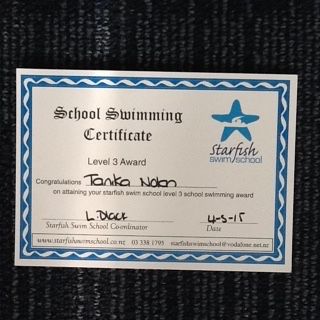 School Swimming
Certificate
Starfish
swim school
Level 3 Award
Congratulations Tanika Nolan
on attaining your starfish swim school level 3 school swimming award
L. Black 4-5-15
Starfish Swim School Co-ordinator Date
www.starfishswimschool.co.nz 03 338 1795 starfishswimschool@vodafone.net.nz